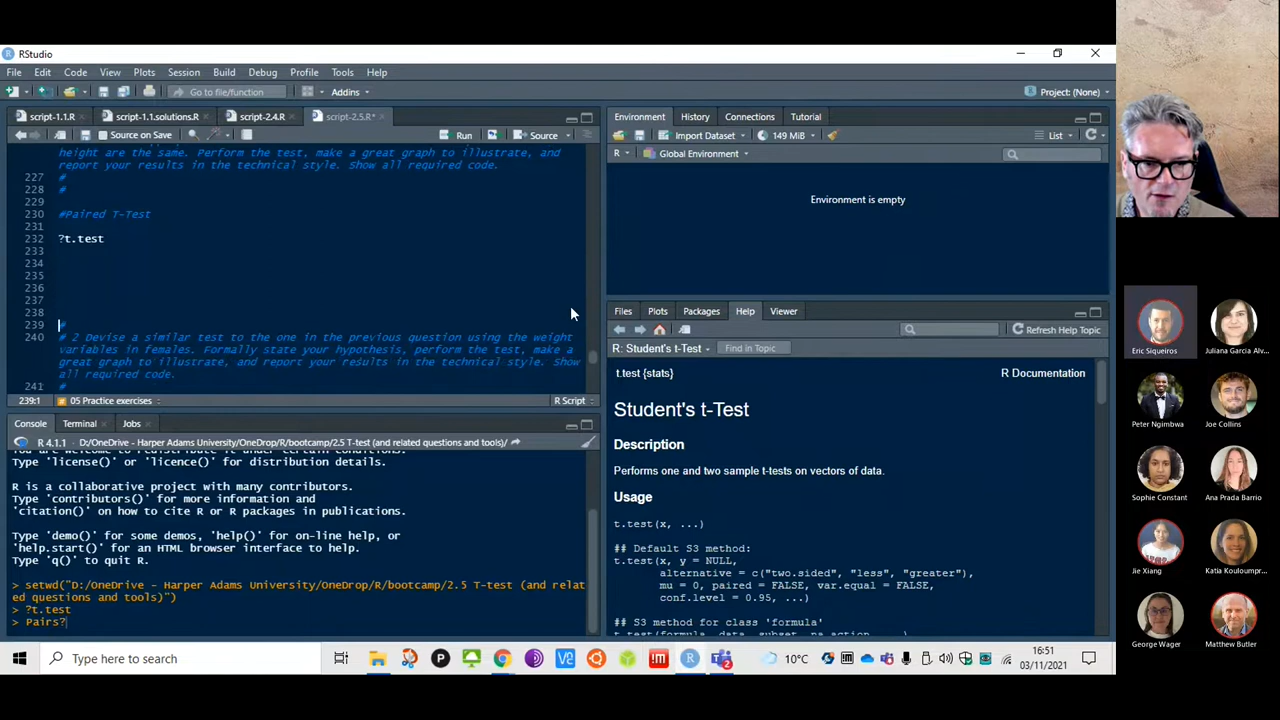 RStudio
File Edit Code View Plots Session Build Debug Profile Tools Help
Go to file/function
Addins
Project: (None)
script-1.1.R
script-1.1.solutions.R
script-2.4.R
script-2.5.R*
Source on Save
Run
Source
height are the same. Perform the test, make a great graph to illustrate, and
report your results in the technical style. Show all required code.
227 #
228 #
229
230 #Paired T-Test
231
232 ?t.test
233
234
235
236
237
238
239 #
240 # 2 Devise a similar test to the one in the previous question using the weight
variables in females. Formally state your hypothesis, perform the test, make a
great graph to illustrate, and report your results in the technical style. Show
all required code.
241 #
239:1
05 Practice exercises
R Script
Console Terminal Jobs
R 4.1.1 · D:/OneDrive - Harper Adams University/OneDrop/R/bootcamp/2.5 T-test (and related questions and tools)/
Type 'license()' or 'licence()' for distribution details.
R is a collaborative project with many contributors.
Type 'contributors()' for more information and
'citation()' on how to cite R or R packages in publications.
Type 'demo()' for some demos, 'help()' for on-line help, or
'help.start()' for an HTML browser interface to help.
Type 'q()' to quit R.
> setwd("D:/OneDrive - Harper Adams University/OneDrop/R/bootcamp/2.5 T-test (and relat
ed questions and tools)")
> ?t.test
> Pairs?
Environment History Connections Tutorial
Import Dataset
149 MiB
List
R
Global Environment
Environment is empty
Files Plots Packages Help Viewer
Refresh Help Topic
R: Student's t-Test
Find in Topic
t.test {stats}
R Documentation
Student's t-Test
Description
Performs one and two sample t-tests on vectors of data.
Usage
t.test(x, ...)
## Default S3 method:
t.test(x, y = NULL,
alternative = c("two.sided", "less", "greater"),
mu = 0, paired = FALSE, var.equal = FALSE,
conf.level = 0.95, ...)
## S3 method for class 'formula'
t.test(formula, data, subset, na.action, ...)
Type here to search
10°C
16:51
03/11/2021
Eric Siqueiros
Juliana Garcia Alv...
Peter Ngimbwa
Joe Collins
Sophie Constant
Ana Prada Barrio
Jie Xiang
Katia Kouloumpr...
George Wager
Matthew Butler